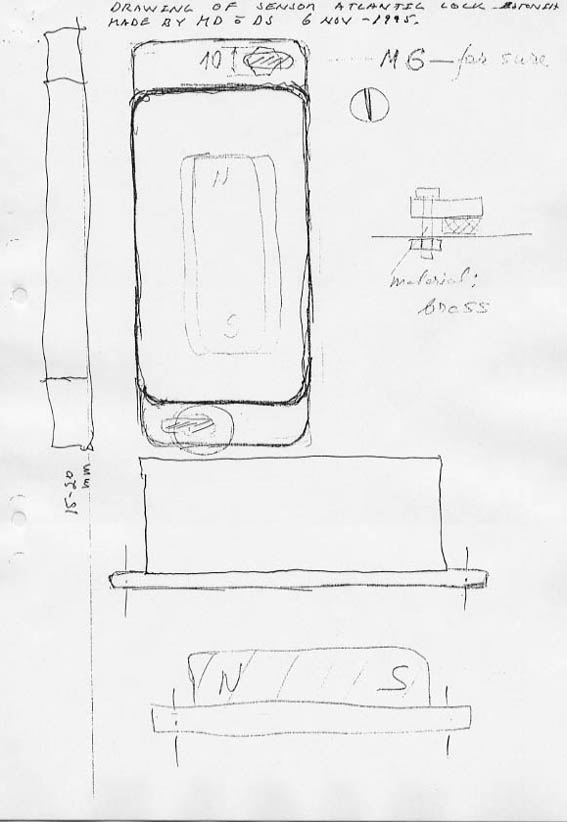 DRAWING OF SENSOR ATLANTIC LOCK - ESTONIA
MADE BY MD & DS 6 NOV -1995.
10
M6 - for sure
N
S
material:
brass
15-20
mm
N S